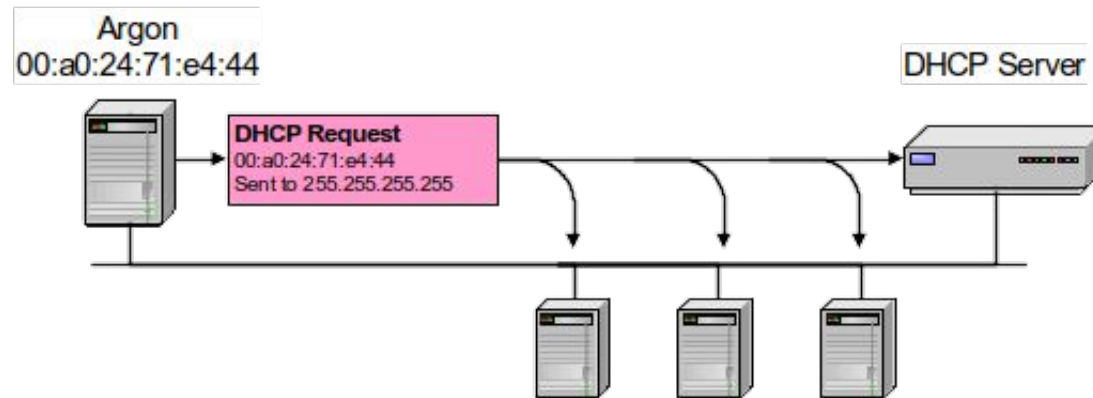 Argon
00:a0:24:71:e4:44
DHCP Server
DHCP Request
00:a0:24:71:e4:44
Sent to 255.255.255.255